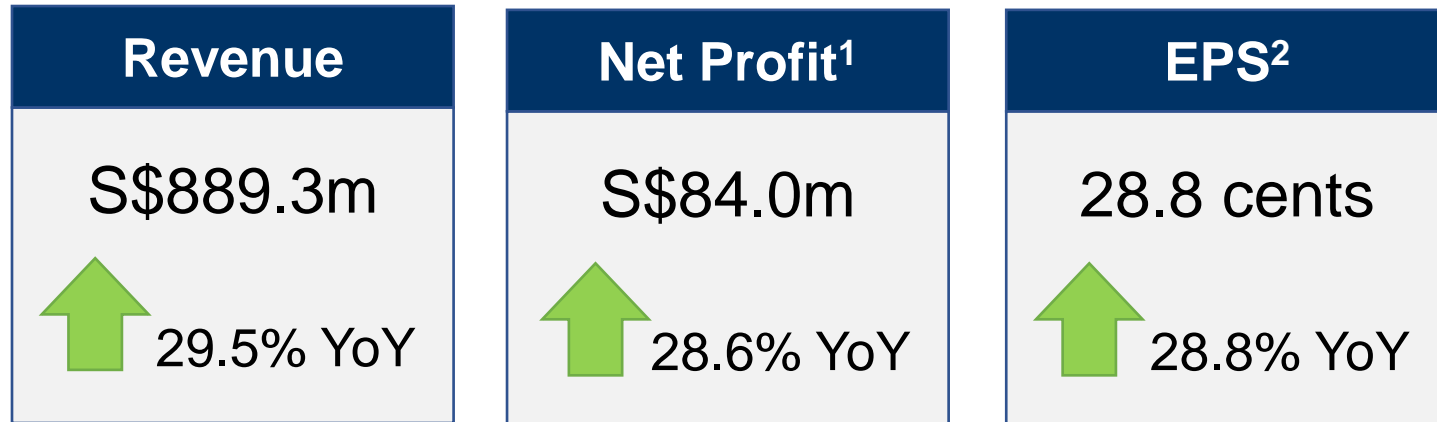 Revenue
S$889.3m
29.5% YoY
Net Profit¹
S$84.0m
28.6% YoY
EPS²
28.8 cents
28.8% YoY